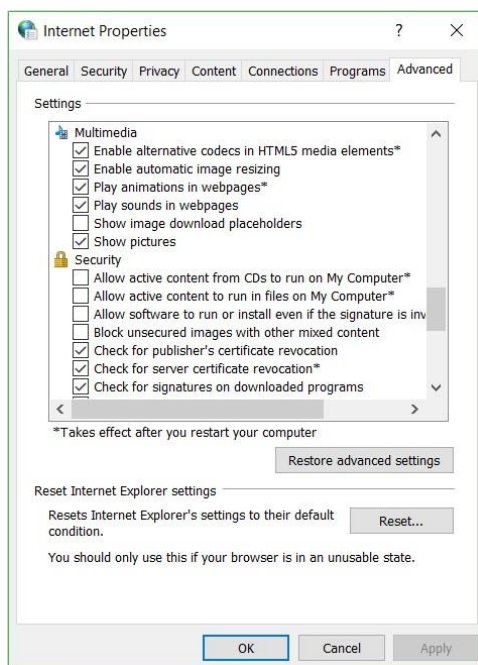 Internet Properties ? ×
General Security Privacy Content Connections Programs Advanced
Settings
Multimedia
Enable alternative codecs in HTML5 media elements*
Enable automatic image resizing
Play animations in webpages*
Play sounds in webpages
Show image download placeholders
Show pictures
Security
Allow active content from CDs to run on My Computer*
Allow active content to run in files on My Computer*
Allow software to run or install even if the signature is inv
Block unsecured images with other mixed content
Check for publisher's certificate revocation
Check for server certificate revocation*
Check for signatures on downloaded programs
*Takes effect after you restart your computer
Restore advanced settings
Reset Internet Explorer settings
Resets Internet Explorer's settings to their default
condition.
Reset...
You should only use this if your browser is in an unusable state.
OK Cancel Apply